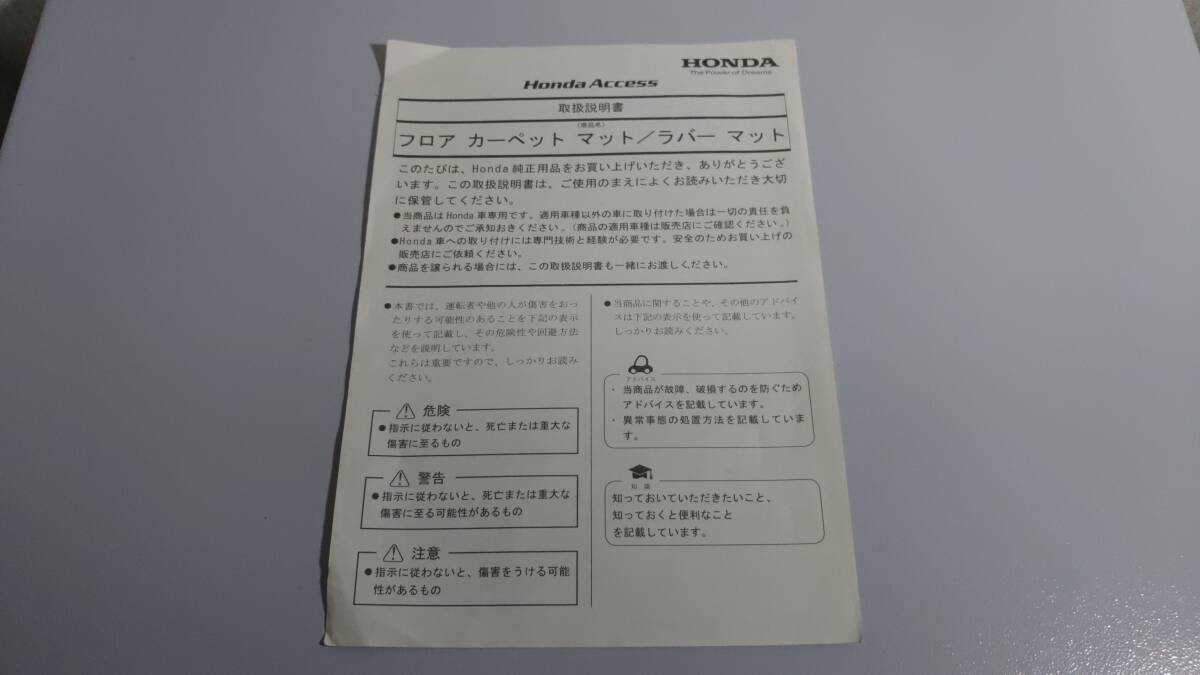 HONDA
The Power of Dreams
Honda Access
取扱説明書
(商品名)
フロア カーペット マット／ラバー マット
このたびは、Honda 純正用品をお買い上げいただき、ありがとうござ
います。この取扱説明書は、ご使用のまえによくお読みいただき大切
に保管してください。
●当商品は Honda 車専用です。適用車種以外の車に取り付けた場合は一切の責任を負
えませんのでご承知おきください。(商品の適用車種は販売店にご確認ください。)
●Honda 車への取り付けには専門技術と経験が必要です。安全のためお買い上げの
販売店にご依頼ください。
●商品を譲られる場合には、この取扱説明書も一緒にお渡しください。
●本書では、運転者や他の人が傷害をおっ
たりする可能性のあることを下記の表示
を使って記載し、その危険性や回避方法
などを説明しています。
これらは重要ですので、しっかりお読み
ください。
危険
●指示に従わないと、死亡または重大な
傷害に至るもの
警告
●指示に従わないと、死亡または重大な
傷害に至る可能性があるもの
注意
●指示に従わないと、傷害をうける可能
性があるもの
●当商品に関することや、その他のアドバイ
スは下記の表示を使って記載しています。
しっかりお読みください。
アドバイス
・当商品が故障、破損するのを防ぐため
アドバイスを記載しています。
・異常事態の処置方法を記載していま
す。
知識
知っておいていただきたいこと、
知っておくと便利なこと
を記載しています。